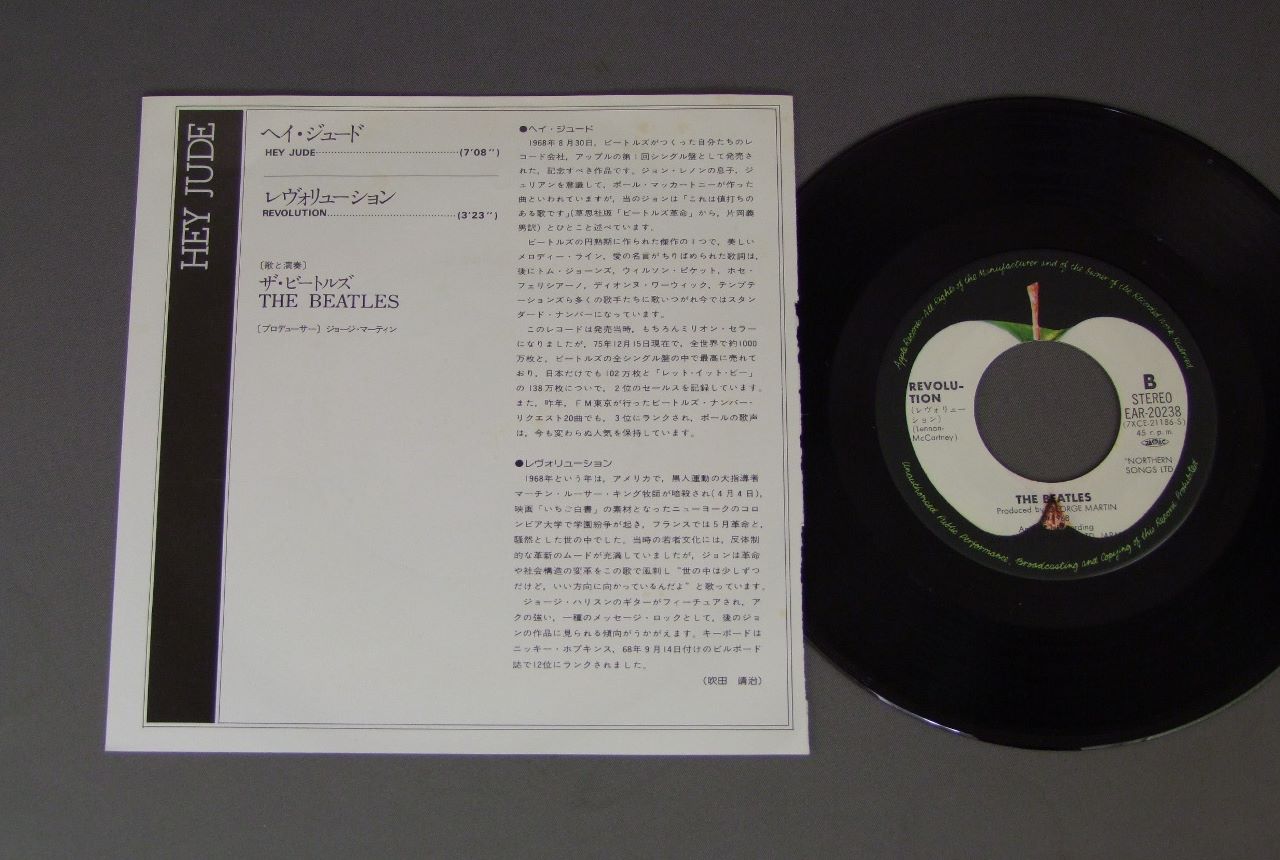 HEY JUDE
ヘイ・ジュード
HEY JUDE (7'08")
レヴォリューション
REVOLUTION (3'23")
〔歌と演奏〕
ザ・ビートルズ
THE BEATLES
〔プロデューサー〕ジョージ・マーティン
●ヘイ・ジュード
1968年8月30日，ビートルズがつくった自分たちのレ
コード会社，アップルの第1回シングル盤として発売さ
れた，記念すべき作品です。ジョン・レノンの息子，ジ
ュリアンを意識して，ポール・マッカートニーが作った
曲といわれていますが，当のジョンは「これは値打ちの
ある歌です」(草思社版「ビートルズ革命」から，片岡義
男訳）とひとこと述べています。
ビートルズの円熟期に作られた傑作の1つで，美しい
メロディー・ライン，愛の名言がちりばめられた歌詞は，
後にトム・ジョーンズ，ウィルソン・ピケット，ホセ・
フェリシアーノ，ディオンヌ・ワーウィック，テンプテ
ーションズら多くの歌手たちに歌いつがれ今ではスタン
ダード・ナンバーになっています。
このレコードは発売当時，もちろんミリオン・セラー
になりましたが，75年12月15日現在で，全世界で約1000
万枚と，ビートルズの全シングル盤の中で最高に売れて
おり，日本だけでも102万枚と「レット・イット・ビー」
の138万枚について，2位のセールスを記録しています。
また，昨年，FM東京が行ったビートルズ・ナンバー・
リクエスト20曲でも，3位にランクされ，ポールの歌声
は，今も変わらぬ人気を保持しています。
●レヴォリューション
1968年という年は，アメリカで，黒人運動の大指導者
マーチン・ルーサー・キング牧師が暗殺され(4月4日)，
映画「いちご白書」の素材となったニューヨークのコロ
ンビア大学で学園紛争が起き，フランスでは5月革命と，
騒然とした世の中でした。当時の若者文化には，反体制
的な革新のムードが充満していましたが，ジョンは革命
や社会構造の変革をこの歌で風刺し“世の中は少しずつ
だけど，いい方向に向かっているんだよ”と歌っています。
ジョージ・ハリスンのギターがフィーチュアされ，ア
クの強い，一種のメッセージ・ロックとして，後のジョ
ンの作品に見られる傾向がうかがえます。キーボードは
ニッキー・ホプキンス，68年9月14日付けのビルボード
誌で12位にランクされました。
（吹田　靖治）
Apple Records · All Rights of the Manufacturer and of the Owner of the Recorded Work Reserved
REVOLU-
TION
(レヴォリュー
ション)
(Lennon-
McCartney)
B
STEREO
EAR-20238
(7XCE-21186-S)
45 r.p.m.
JASRAC
"NORTHERN
SONGS LTD
THE BEATLES
Produced by GEORGE MARTIN
Unauthorised Public Performance, Broadcasting and Copying of this Record Prohibited